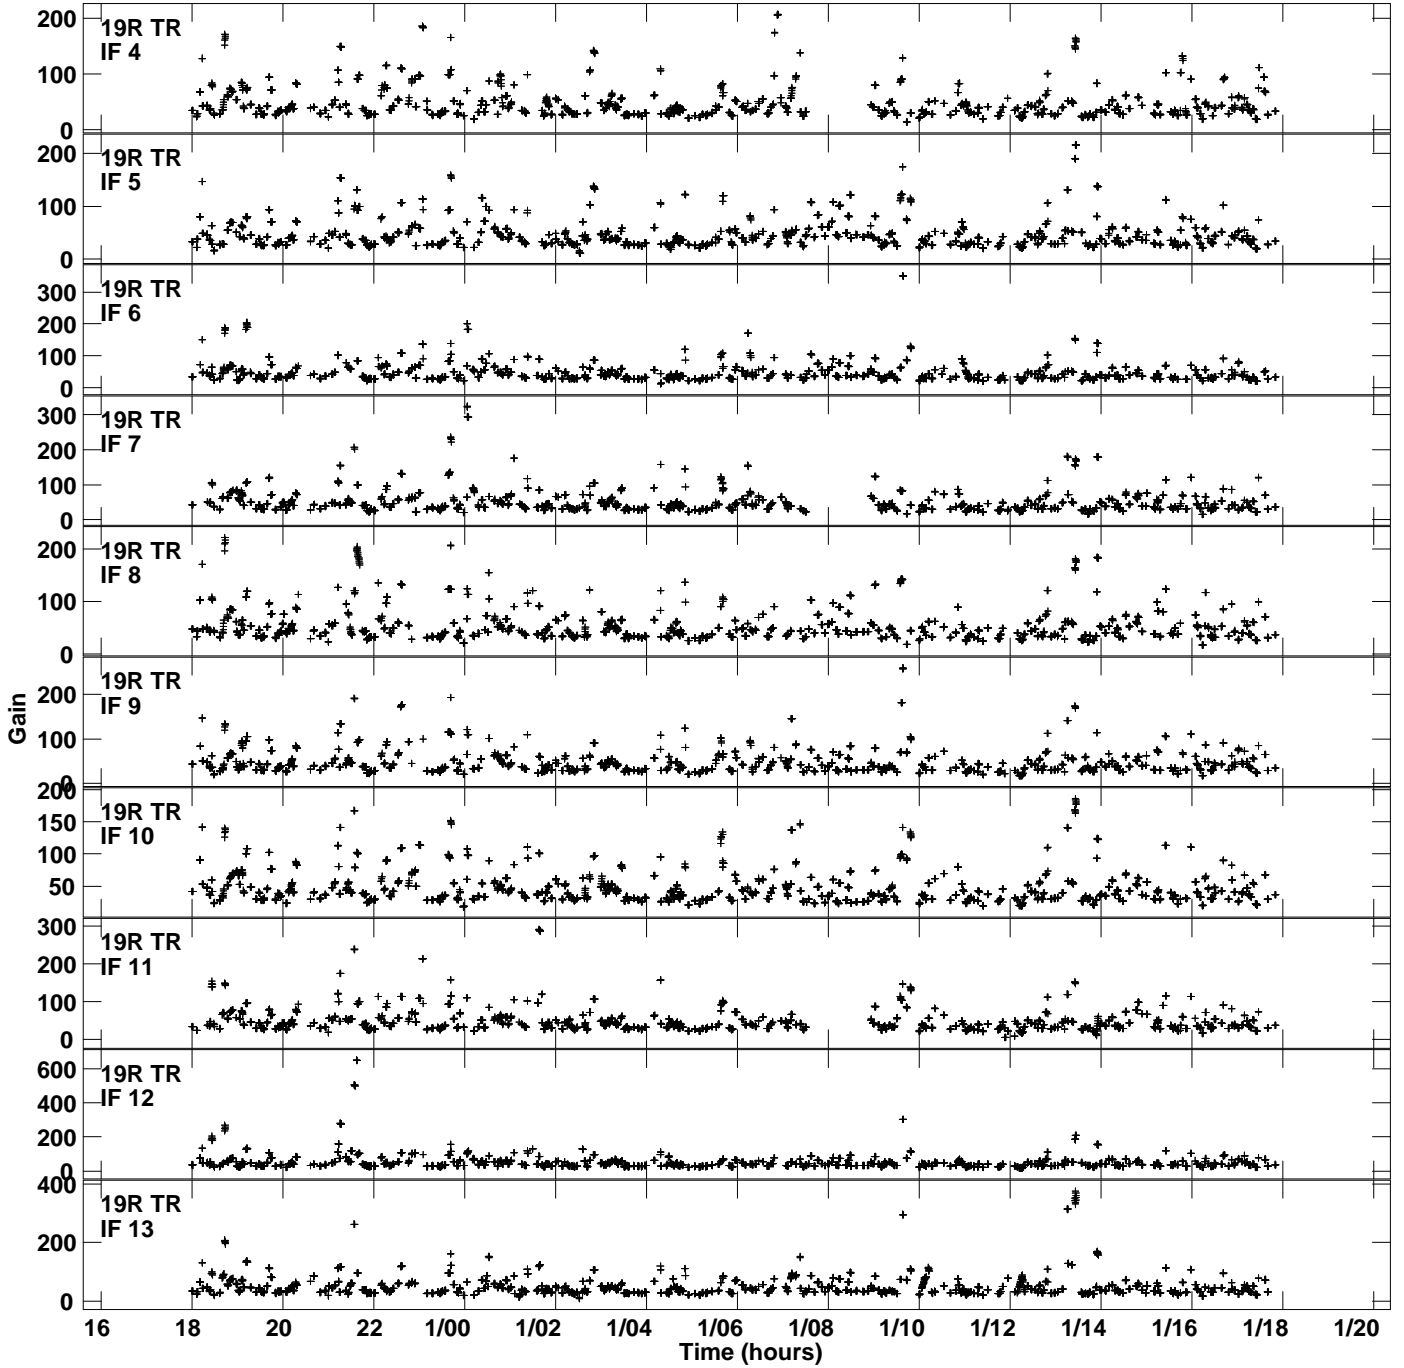 200
100
0
19R TR
IF 4
200
100
0
19R TR
IF 5
300
200
100
0
19R TR
IF 6
300
200
100
0
19R TR
IF 7
200
100
0
19R TR
IF 8
200
100
0
19R TR
IF 9
200
150
100
50
19R TR
IF 10
300
200
100
0
19R TR
IF 11
600
400
200
0
19R TR
IF 12
400
200
0
19R TR
IF 13
Gain
16 18 20 22 1/00 1/02 1/04 1/06 1/08 1/10 1/12 1/14 1/16 1/18 1/20
Time (hours)